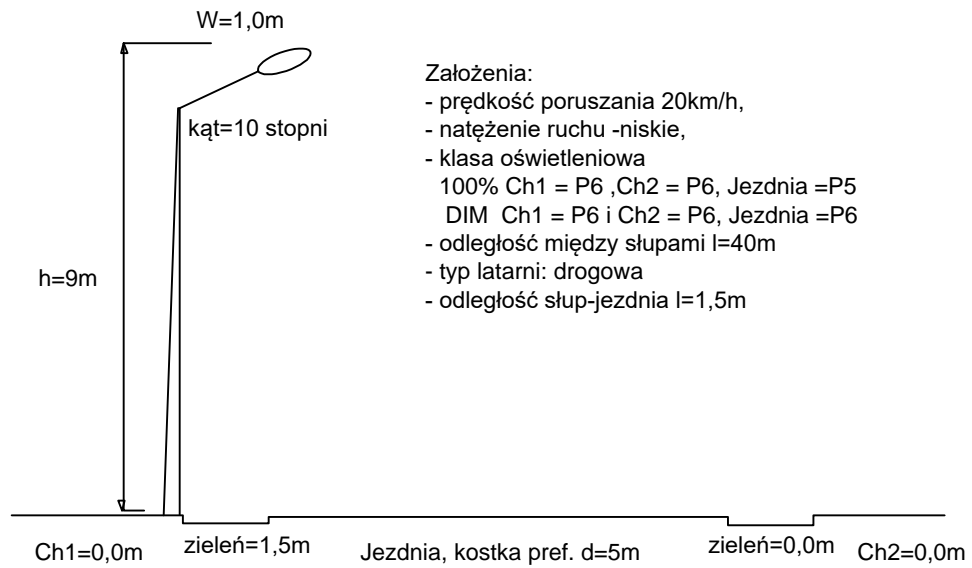 W=1,0m
kąt=10 stopni
h=9m
Założenia:
- prędkość poruszania 20km/h,
- natężenie ruchu -niskie,
- klasa oświetleniowa
100% Ch1 = P6 ,Ch2 = P6, Jezdnia =P5
DIM Ch1 = P6 i Ch2 = P6, Jezdnia =P6
- odległość między słupami l=40m
- typ latarni: drogowa
- odległość słup-jezdnia l=1,5m
Ch1=0,0m
zieleń=1,5m
Jezdnia, kostka pref. d=5m
zieleń=0,0m
Ch2=0,0m